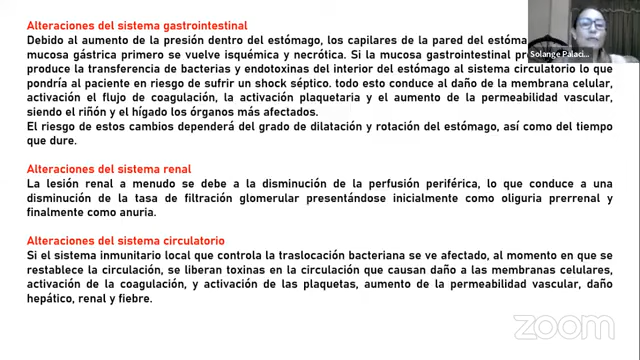 Alteraciones del sistema gastrointestinal
Debido al aumento de la presión dentro del estómago, los capilares de la pared del estóma
mucosa gástrica primero se vuelve isquémica y necrótica. Si la mucosa gastrointestinal pr
produce la transferencia de bacterias y endotoxinas del interior del estómago al sistema circulatorio lo que
pondría al paciente en riesgo de sufrir un shock séptico. todo esto conduce al daño de la membrana celular,
activación el flujo de coagulación, la activación plaquetaria y el aumento de la permeabilidad vascular,
siendo el riñón y el hígado los órganos más afectados.
El riesgo de estos cambios dependerá del grado de dilatación y rotación del estómago, así como del tiempo
que dure.
Solange Palaci...
Alteraciones del sistema renal
La lesión renal a menudo se debe a la disminución de la perfusión periférica, lo que conduce a una
disminución de la tasa de filtración glomerular presentándose inicialmente como oliguria prerrenal y
finalmente como anuria.
Alteraciones del sistema circulatorio
Si el sistema inmunitario local que controla la traslocación bacteriana se ve afectado, al momento en que se
restablece la circulación, se liberan toxinas en la circulación que causan daño a las membranas celulares,
activación de la coagulación, y activación de las plaquetas, aumento de la permeabilidad vascular, daño
hepático, renal y fiebre.
zoom